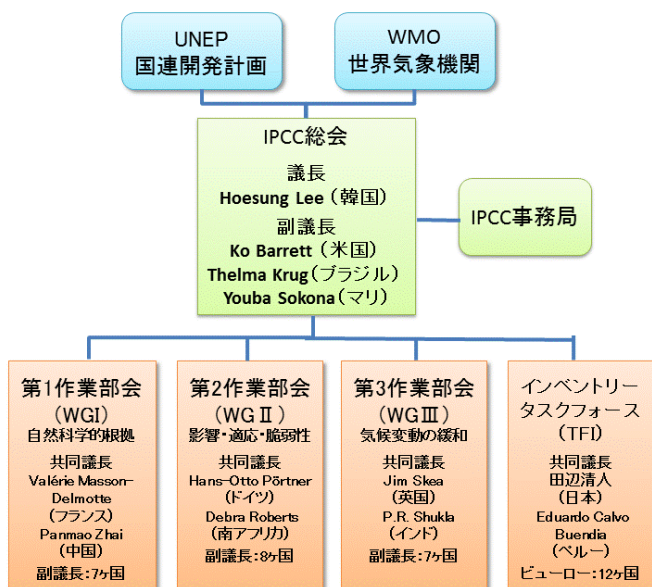 UNEP
国連開発計画
WMO
世界気象機関
IPCC総会
議長
Hoesung Lee (韓国)
副議長
Ko Barrett (米国)
Thelma Krug(ブラジル)
Youba Sokona(マリ)
IPCC事務局
第1作業部会
(WGⅠ)
自然科学的根拠
共同議長
Valérie Masson-
Delmotte
(フランス)
Panmao Zhai
(中国)
副議長:7ヶ国
第2作業部会
(WGⅡ)
影響・適応・脆弱性
共同議長
Hans-Otto Pörtner
(ドイツ)
Debra Roberts
(南アフリカ)
副議長:8ヶ国
第3作業部会
(WGⅢ)
気候変動の緩和
共同議長
Jim Skea
(英国)
P.R. Shukla
(インド)
副議長:7ヶ国
インベントリー
タスクフォース
(TFI)
共同議長
田辺清人
(日本)
Eduardo Calvo
Buendia
(ペルー)
ビューロー:12ヶ国